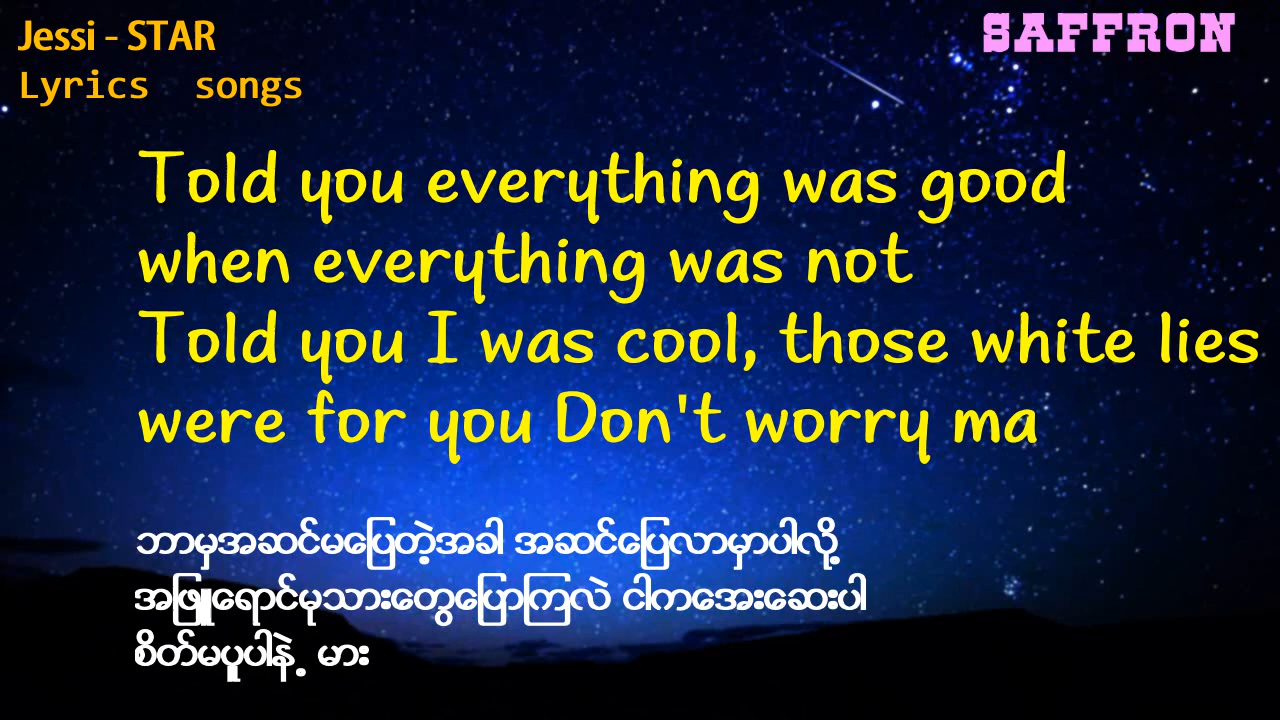 Jessi - STAR
SAFFRON
Lyrics songs
Told you everything was good
when everything was not
Told you I was cool, those white lies
were for you Don't worry ma
ဘာမှအဆင်မပြေတဲ့အခါ အဆင်ပြေလာမှာပါလို့
အဖြူရောင်မုသားတွေပြောကြလဲ ငါကအေးဆေးပါ
စိတ်မပူပါနဲ့ မား